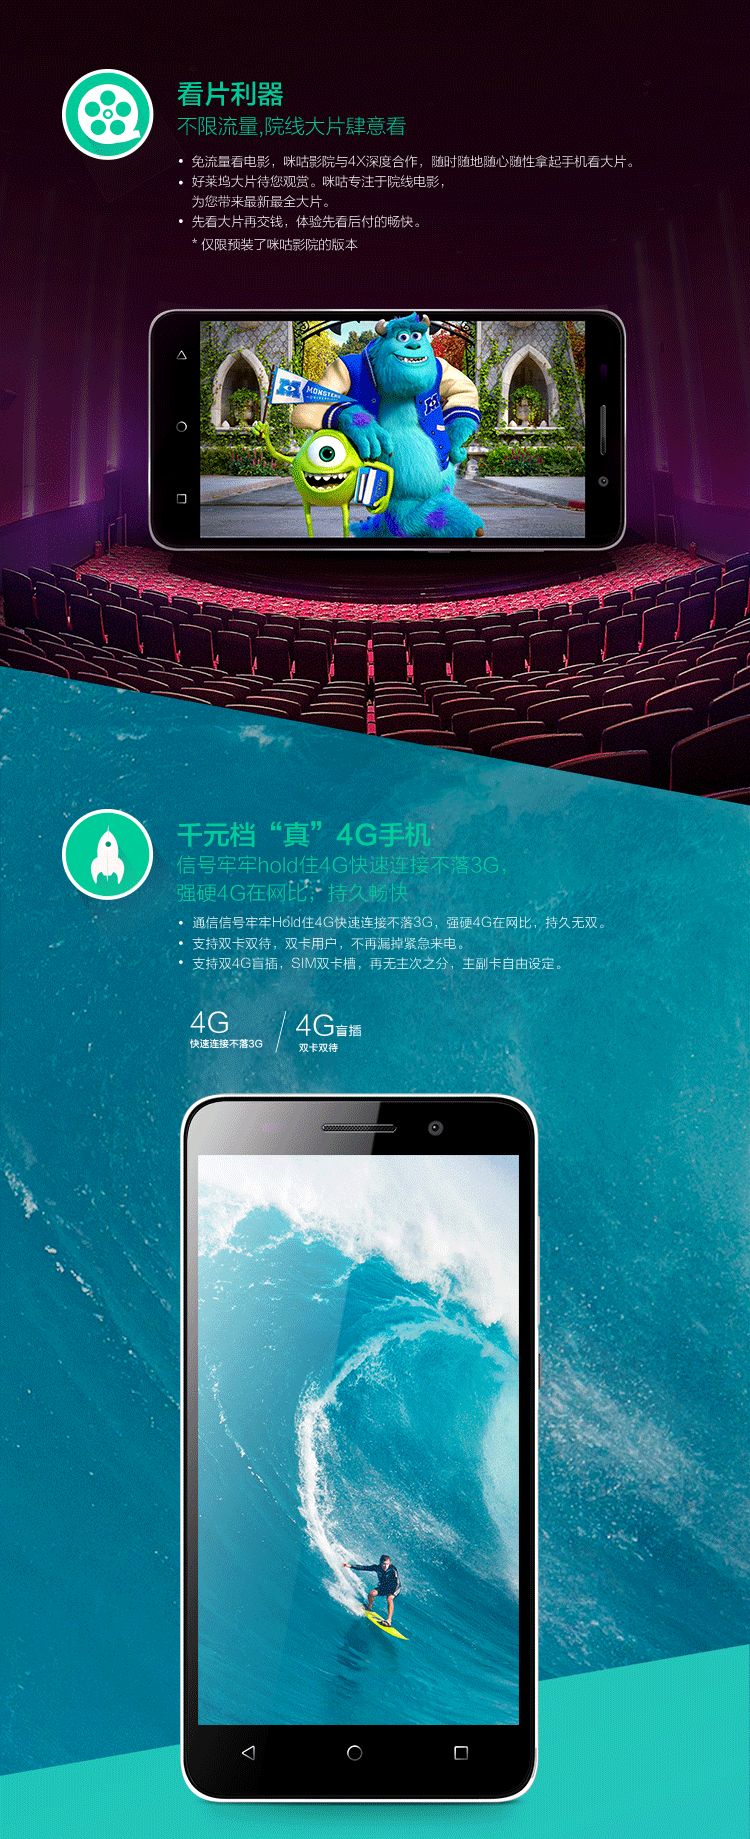 看片利器
不限流量,院线大片肆意看
• 免流量看电影，咪咕影院与4X深度合作，随时随地随心随性拿起手机看大片。
• 好莱坞大片待您观赏。咪咕专注于院线电影，
为您带来最新最全大片。
• 先看大片再交钱，体验先看后付的畅快。
* 仅限预装了咪咕影院的版本
MONSTERS
UNIVERSITY
千元档“真”4G手机
信号牢牢hold住4G快速连接不落3G，
强硬4G在网比，持久畅快
• 通信信号牢牢Hold住4G快速连接不落3G，强硬4G在网比，持久无双。
• 支持双卡双待，双卡用户，不再漏掉紧急来电。
• 支持双4G盲插，SIM双卡槽，再无主次之分，主副卡自由设定。
4G / 4G盲插
快速连接不落3G 双卡双待